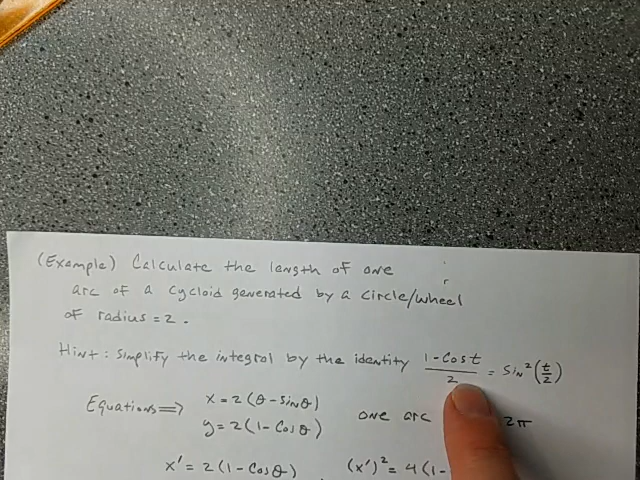 (Example) Calculate the length of one
arc of a cycloid generated by a circle/wheel
of radius = 2.
Hint: Simplify the integral by the identity (1-cos t)/2 = sin²(t/2)
Equations ⇒ x = 2(θ - sinθ)
y = 2(1 - cosθ) one arc 2π
x' = 2(1 - cosθ), (x')² = 4(1-